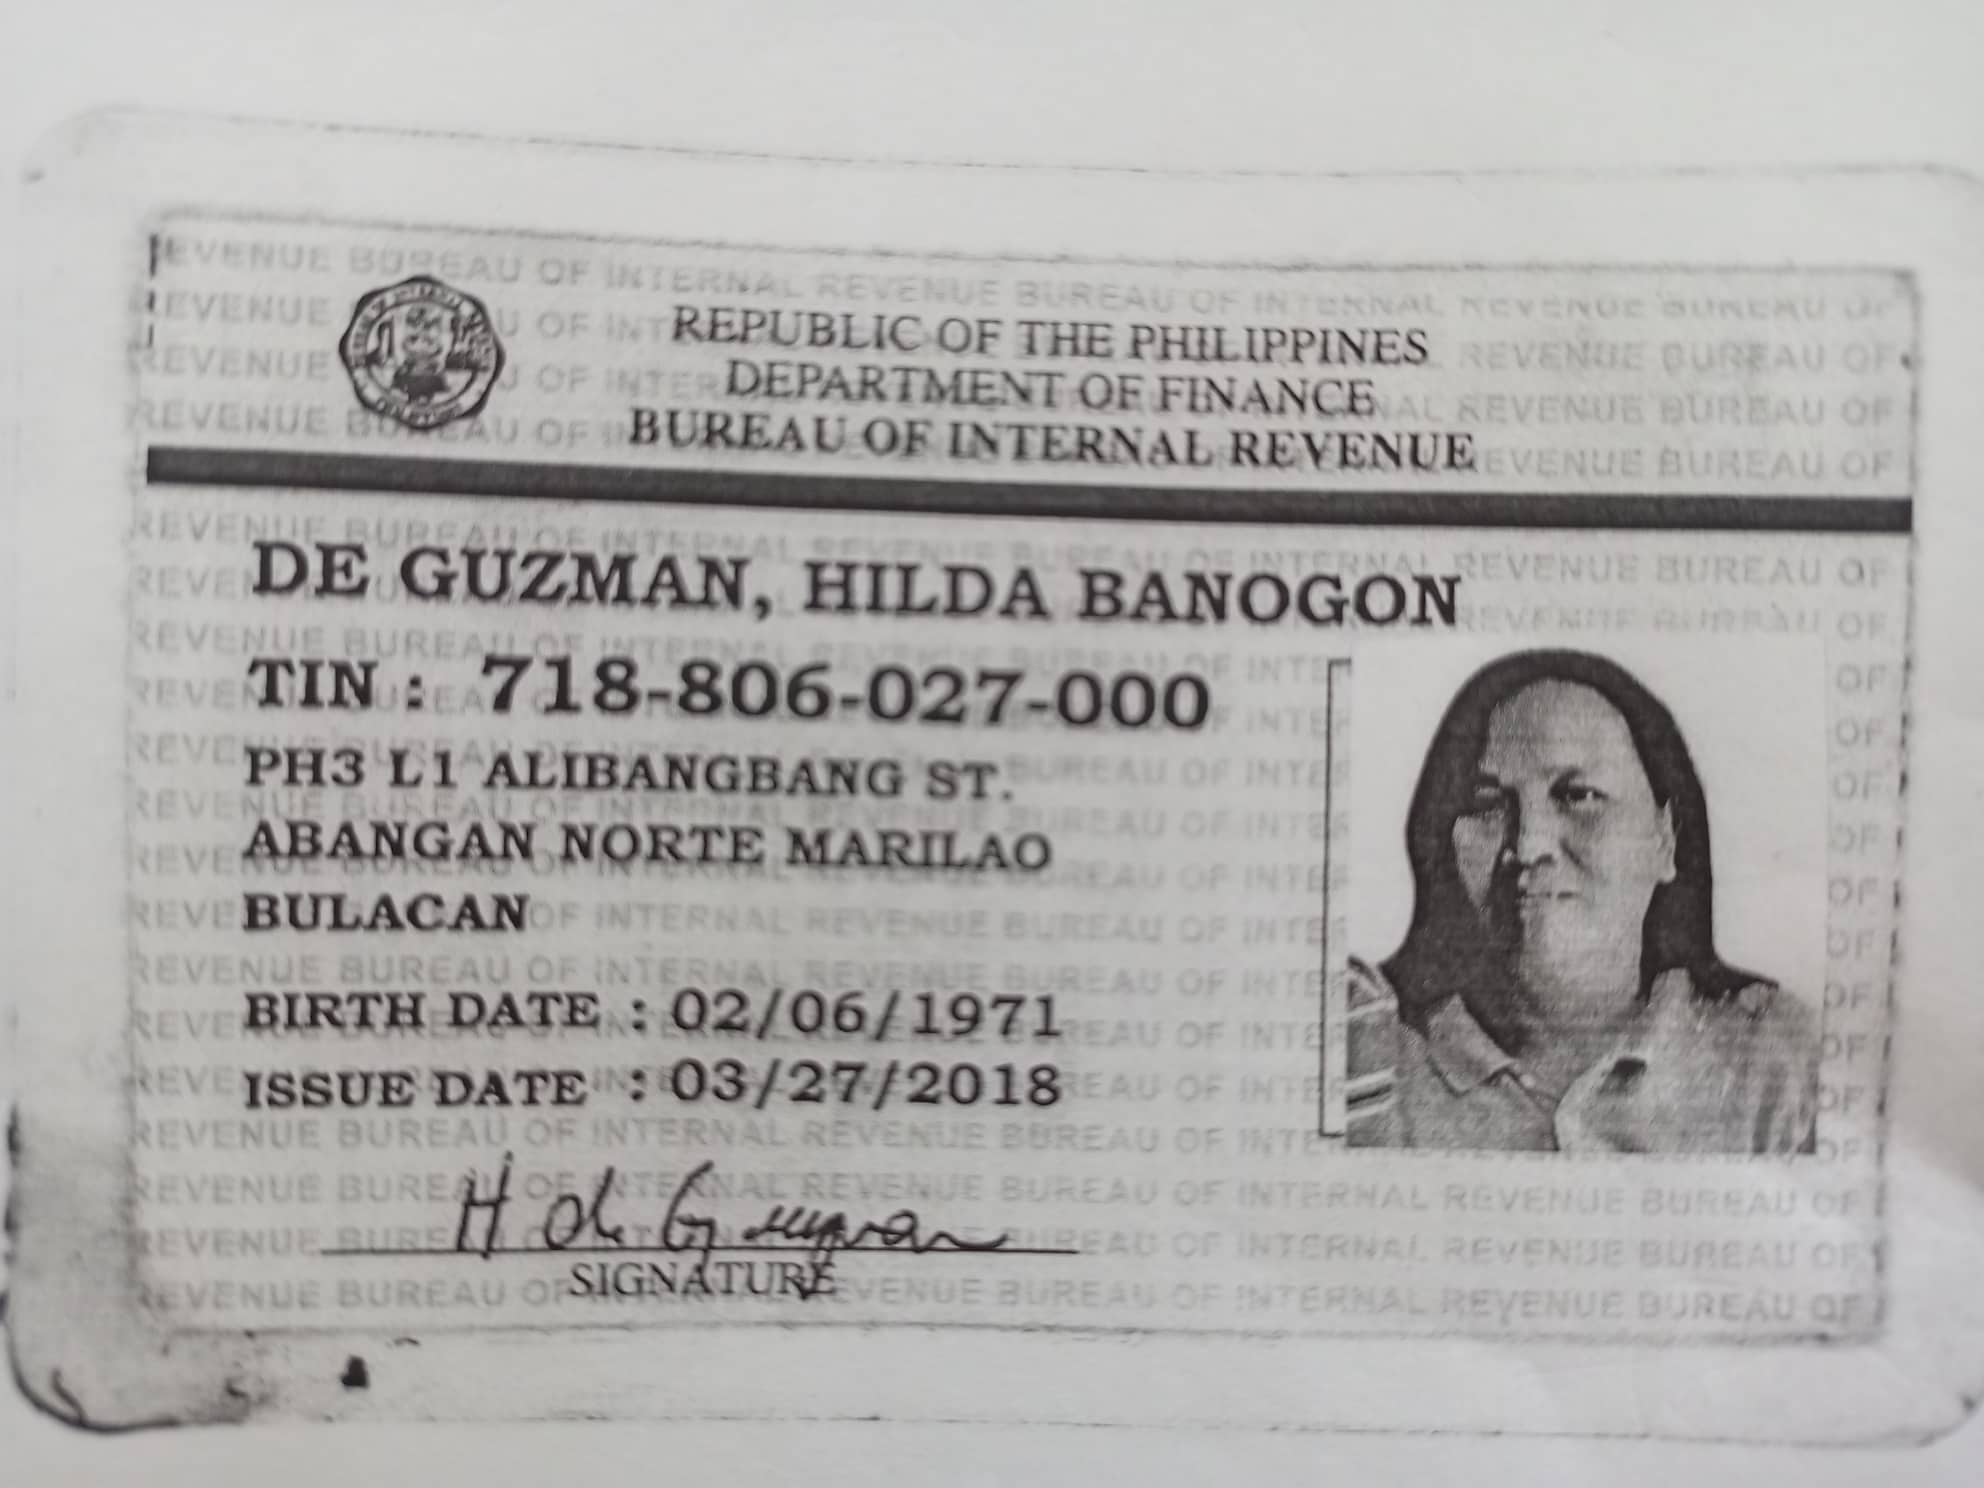 REPUBLIC OF THE PHILIPPINES
DEPARTMENT OF FINANCE
BUREAU OF INTERNAL REVENUE
DE GUZMAN, HILDA BANOGON
TIN : 718-806-027-000
PH3 L1 ALIBANGBANG ST.
ABANGAN NORTE MARILAO
BULACAN
BIRTH DATE : 02/06/1971
ISSUE DATE : 03/27/2018
H de Guzman
SIGNATURE